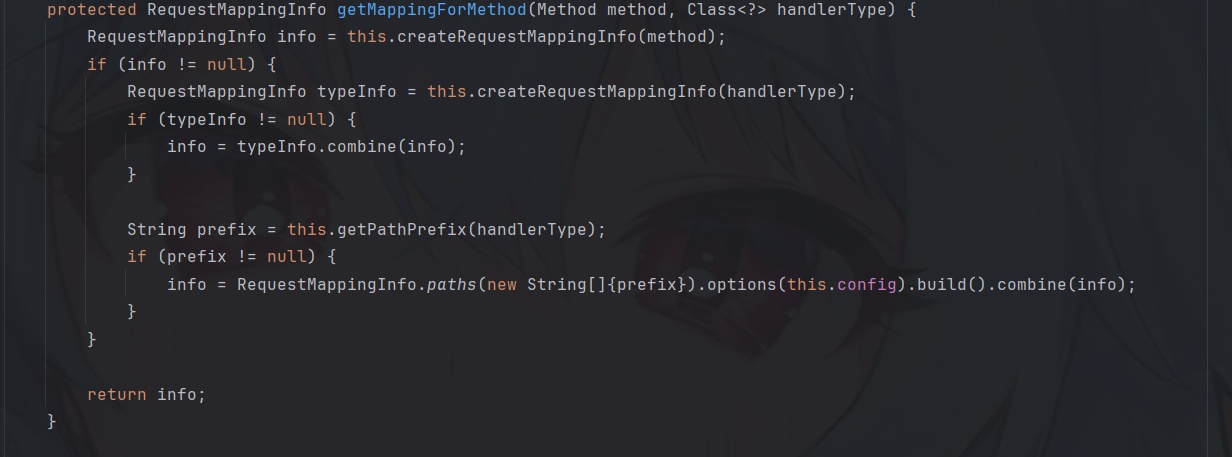 protected RequestMappingInfo getMappingForMethod(Method method, Class<?> handlerType) {
    RequestMappingInfo info = this.createRequestMappingInfo(method);
    if (info != null) {
        RequestMappingInfo typeInfo = this.createRequestMappingInfo(handlerType);
        if (typeInfo != null) {
            info = typeInfo.combine(info);
        }

        String prefix = this.getPathPrefix(handlerType);
        if (prefix != null) {
            info = RequestMappingInfo.paths(new String[]{prefix}).options(this.config).build().combine(info);
        }
    }

    return info;
}